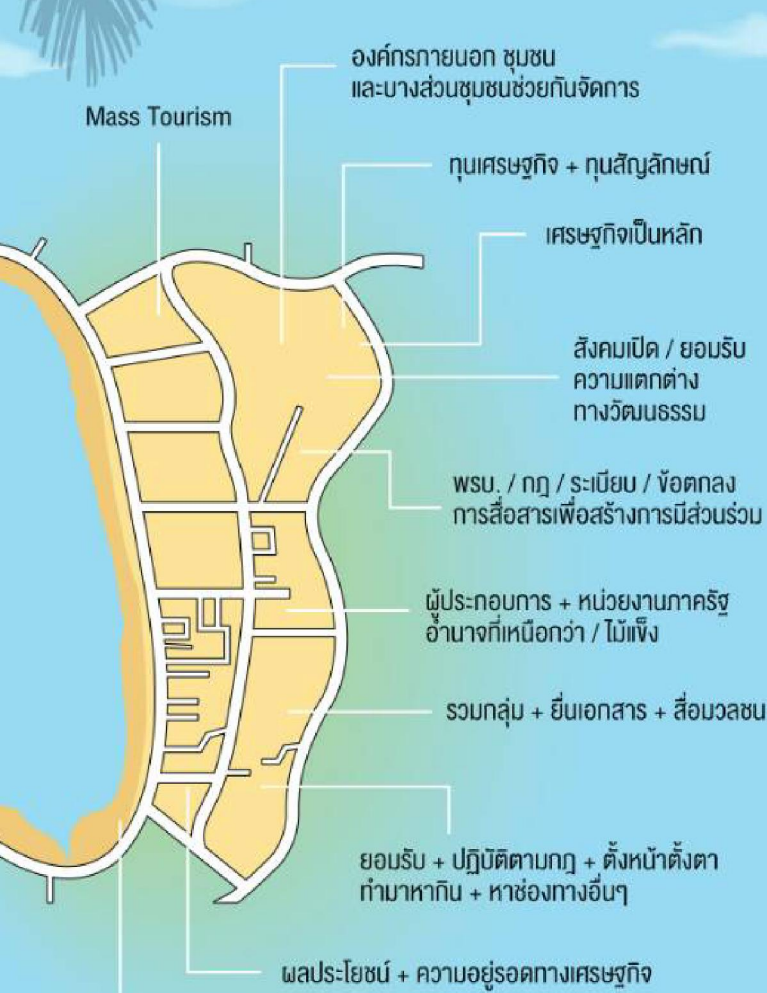 องค์กรภายนอก ชุมชน
และบางส่วนชุมชนช่วยกันจัดการ
Mass Tourism
ทุนเศรษฐกิจ + ทุนสัญลักษณ์
เศรษฐกิจเป็นหลัก
สังคมเปิด / ยอมรับ
ความแตกต่าง
ทางวัฒนธรรม
พรบ. / กฎ / ระเบียบ / ข้อตกลง
การสื่อสารเพื่อสร้างการมีส่วนร่วม
ผู้ประกอบการ + หน่วยงานภาครัฐ
อำนาจที่เหนือกว่า / ไม้แข็ง
รวมกลุ่ม + ยื่นเอกสาร + สื่อมวลชน
ยอมรับ + ปฏิบัติตามกฎ + ตั้งหน้าตั้งตา
ทำมาหากิน + หาช่องทางอื่นๆ
ผลประโยชน์ + ความอยู่รอดทางเศรษฐกิจ